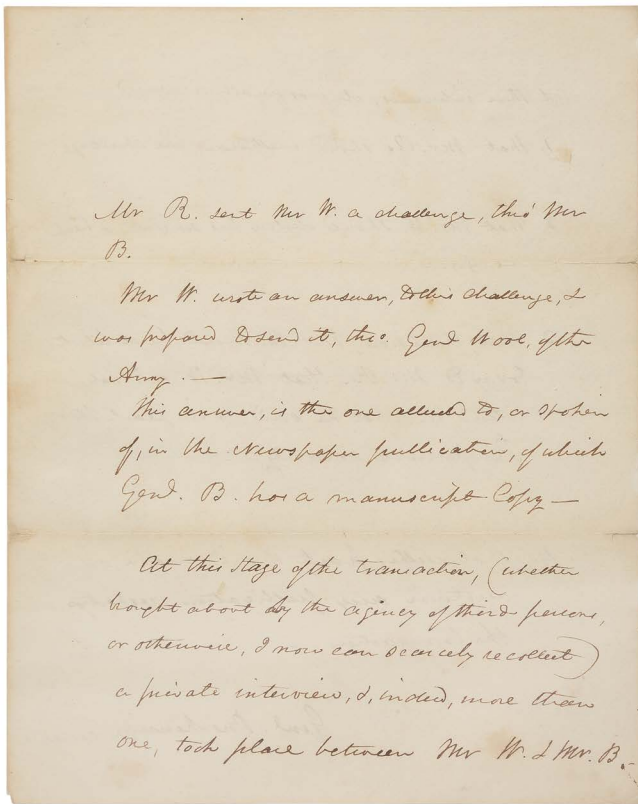 Mr R. sent Mr W. a challenge, thro' Mr
B.
Mr W. wrote an answer, to this challenge, &
was prepared to send it, thro. Genl Wool, of the
Army. —
This answer, is the one alluded to, or spoken
of, in the Newspaper publication, of which
Genl. B. has a manuscript Copy —
At this stage of the transaction, (whether
brought about by the agency of third persons,
or otherwise, I now can scarcely recollect)
a private interview, &, indeed, more than
one, took place between Mr W. & Mr. B.